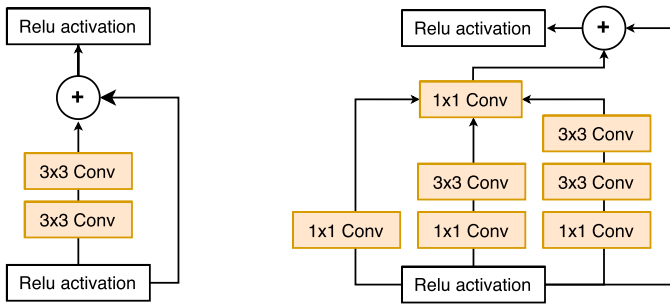 Relu activation
+
3x3 Conv
3x3 Conv
Relu activation
Relu activation
+
1x1 Conv
3x3 Conv
3x3 Conv
3x3 Conv
1x1 Conv
1x1 Conv
1x1 Conv
Relu activation